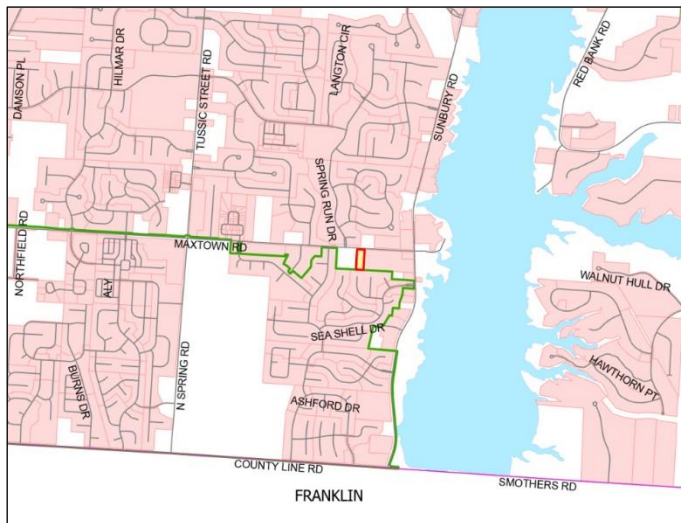 DAMSON PL
HILMAR DR
TUSSIC STREET RD
LANGTON CIR
SUNBURY RD
RED BANK RD
SPRING RUN DR
NORTHFIELD RD
MAXTOWN RD
ALY
WALNUT HULL DR
SEA SHELL DR
N SPRING RD
HAWTHORN PT
BURNS DR
ASHFORD DR
COUNTY LINE RD
SMOTHERS RD
FRANKLIN